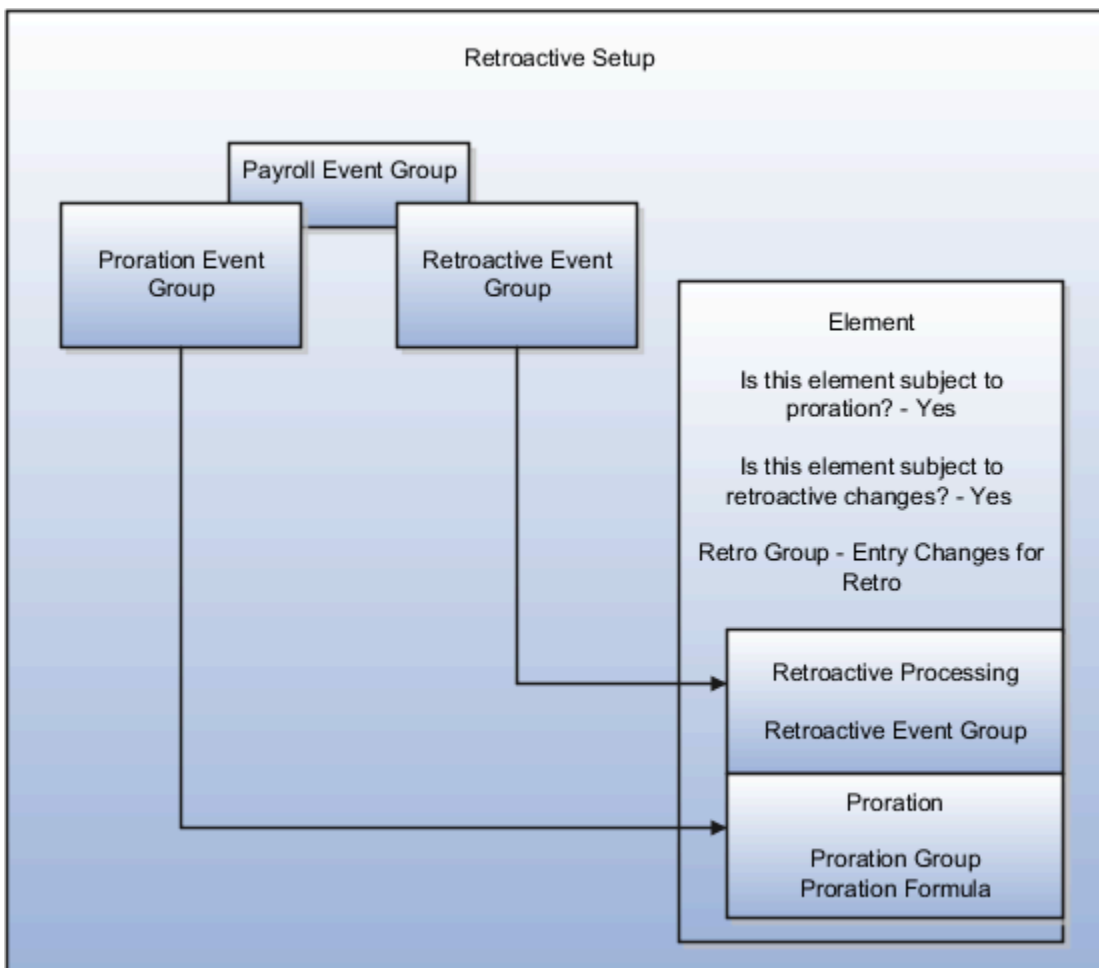 Retroactive Setup
Payroll Event Group
Proration Event
Group
Retroactive Event
Group
Element
Is this element subject to
proration? - Yes
Is this element subject to
retroactive changes? - Yes
Retro Group - Entry Changes for
Retro
Retroactive Processing
Retroactive Event Group
Proration
Proration Group
Proration Formula